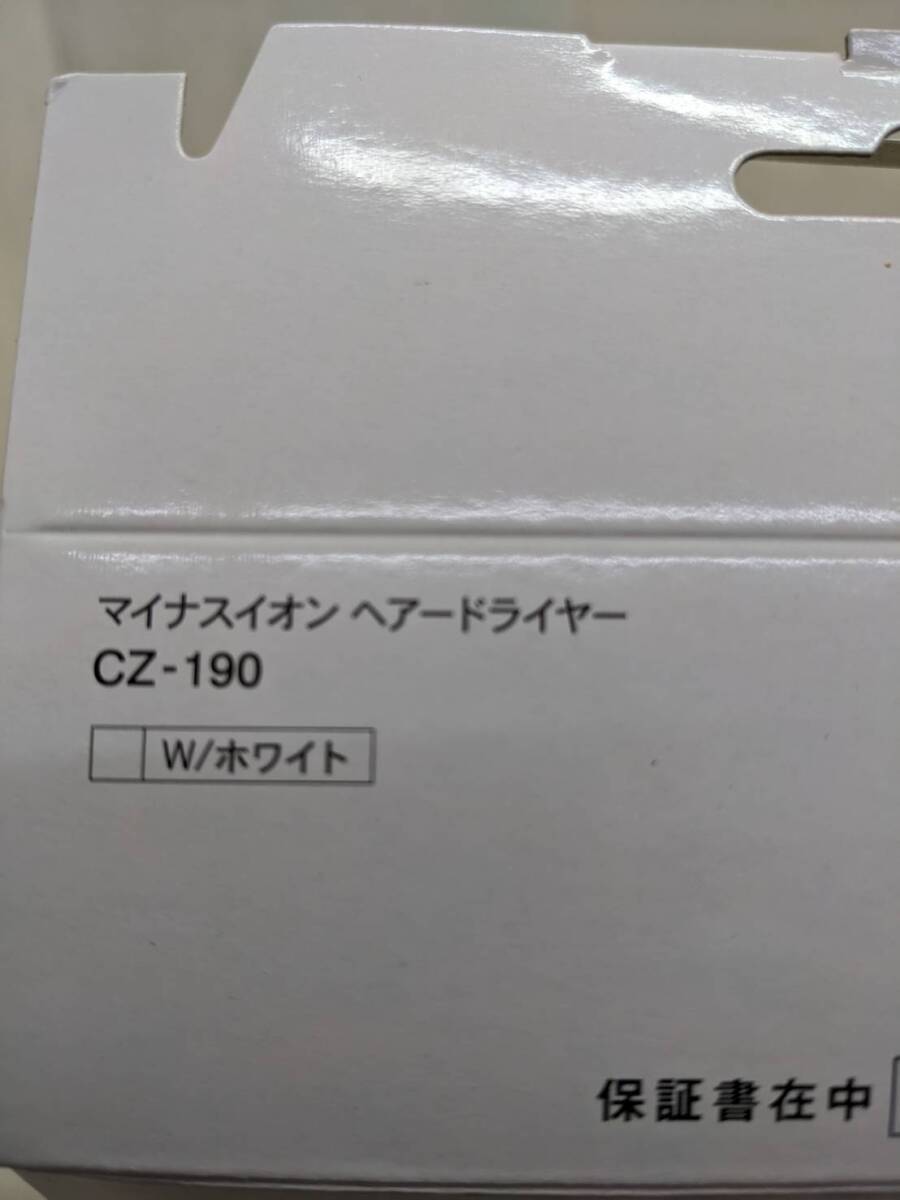 マイナスイオン ヘアードライヤー
CZ-190
W/ホワイト
保証書在中